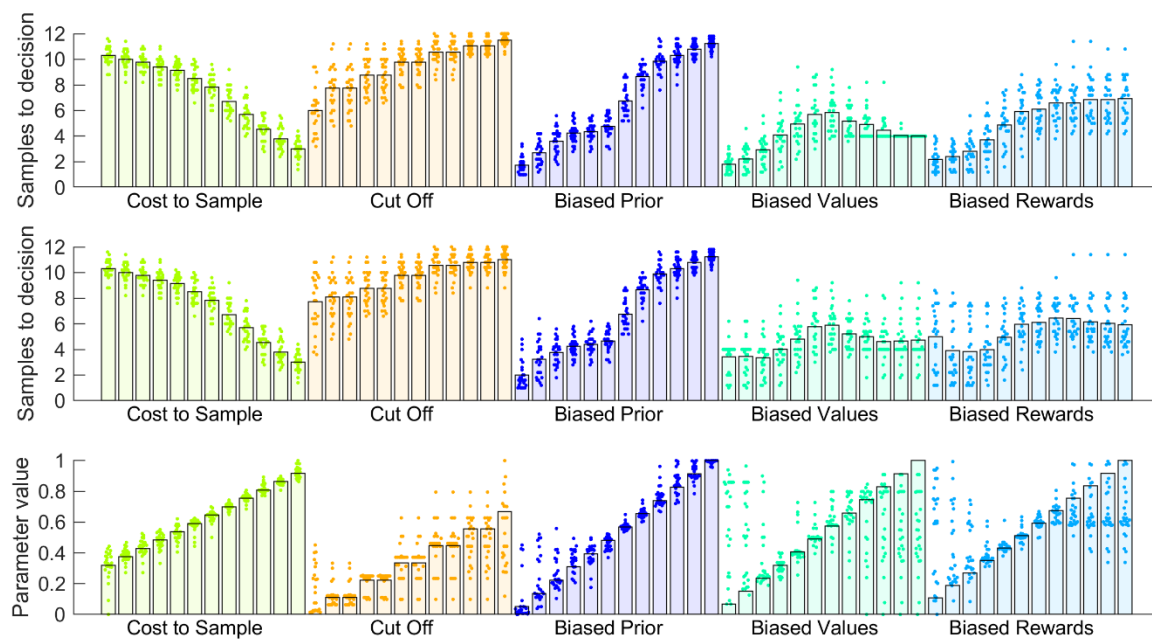 Samples to decision
12
10
8
6
4
2
0
Cost to Sample
Cut Off
Biased Prior
Biased Values
Biased Rewards
Samples to decision
12
10
8
6
4
2
0
Cost to Sample
Cut Off
Biased Prior
Biased Values
Biased Rewards
Parameter value
1
0.8
0.6
0.4
0.2
0
Cost to Sample
Cut Off
Biased Prior
Biased Values
Biased Rewards